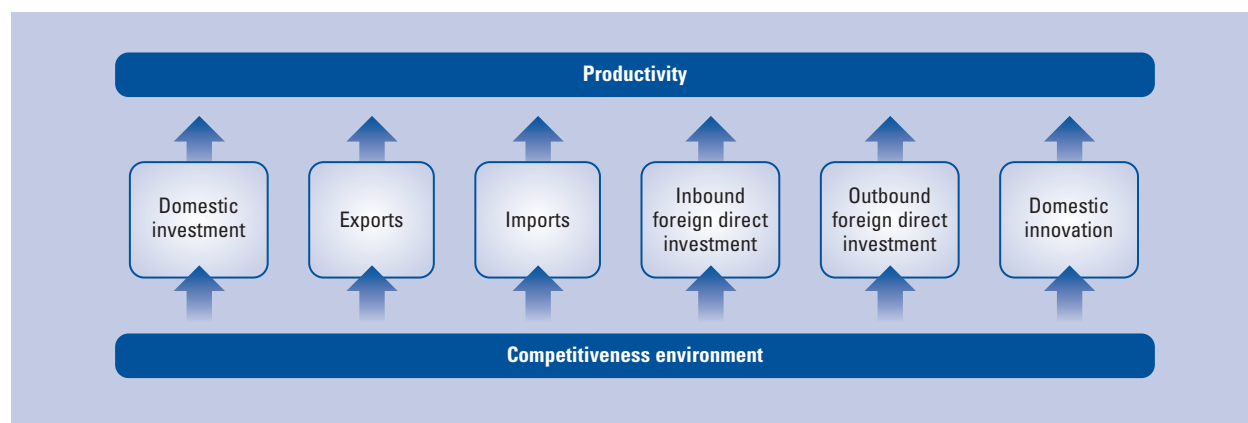 Productivity
Domestic
investment
Exports
Imports
Inbound
foreign direct
investment
Outbound
foreign direct
investment
Domestic
innovation
Competitiveness environment